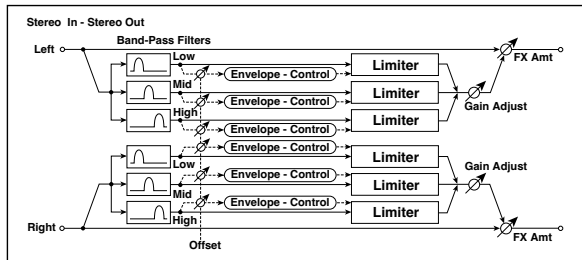 Stereo In - Stereo Out
Left
Band-Pass Filters
FX Amt
Low
Limiter
Envelope - Control
Mid
Limiter
Envelope - Control
Gain Adjust
High
Limiter
Envelope - Control
Envelope - Control
Low
Limiter
Gain Adjust
Envelope - Control
Mid
Limiter
Envelope - Control
High
Limiter
Right
FX Amt
Offset